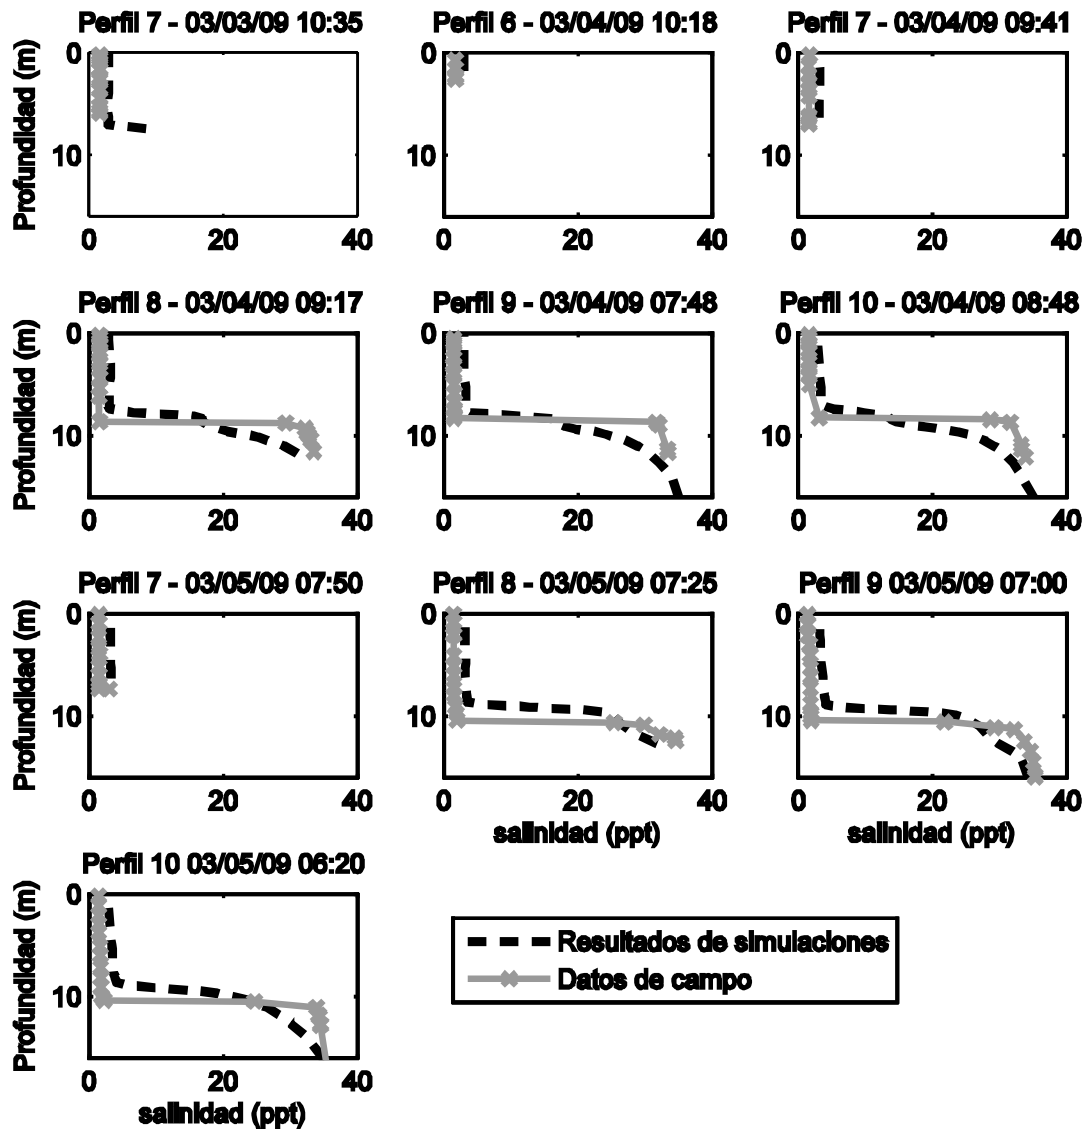 Perfil 7 - 03/03/09 10:35
Perfil 6 - 03/04/09 10:18
Perfil 7 - 03/04/09 09:41
Profundidad (m)
0
10
0 20 40
0
10
0 20 40
0
10
0 20 40
Perfil 8 - 03/04/09 09:17
Perfil 9 - 03/04/09 07:48
Perfil 10 - 03/04/09 08:48
Profundidad (m)
0
10
0 20 40
0
10
0 20 40
0
10
0 20 40
Perfil 7 - 03/05/09 07:50
Perfil 8 - 03/05/09 07:25
Perfil 9 03/05/09 07:00
Profundidad (m)
0
10
0 20 40
0
10
0 20 40
salinidad (ppt)
0
10
0 20 40
salinidad (ppt)
Perfil 10 03/05/09 06:20
Profundidad (m)
0
10
0 20 40
salinidad (ppt)
Resultados de simulaciones
Datos de campo